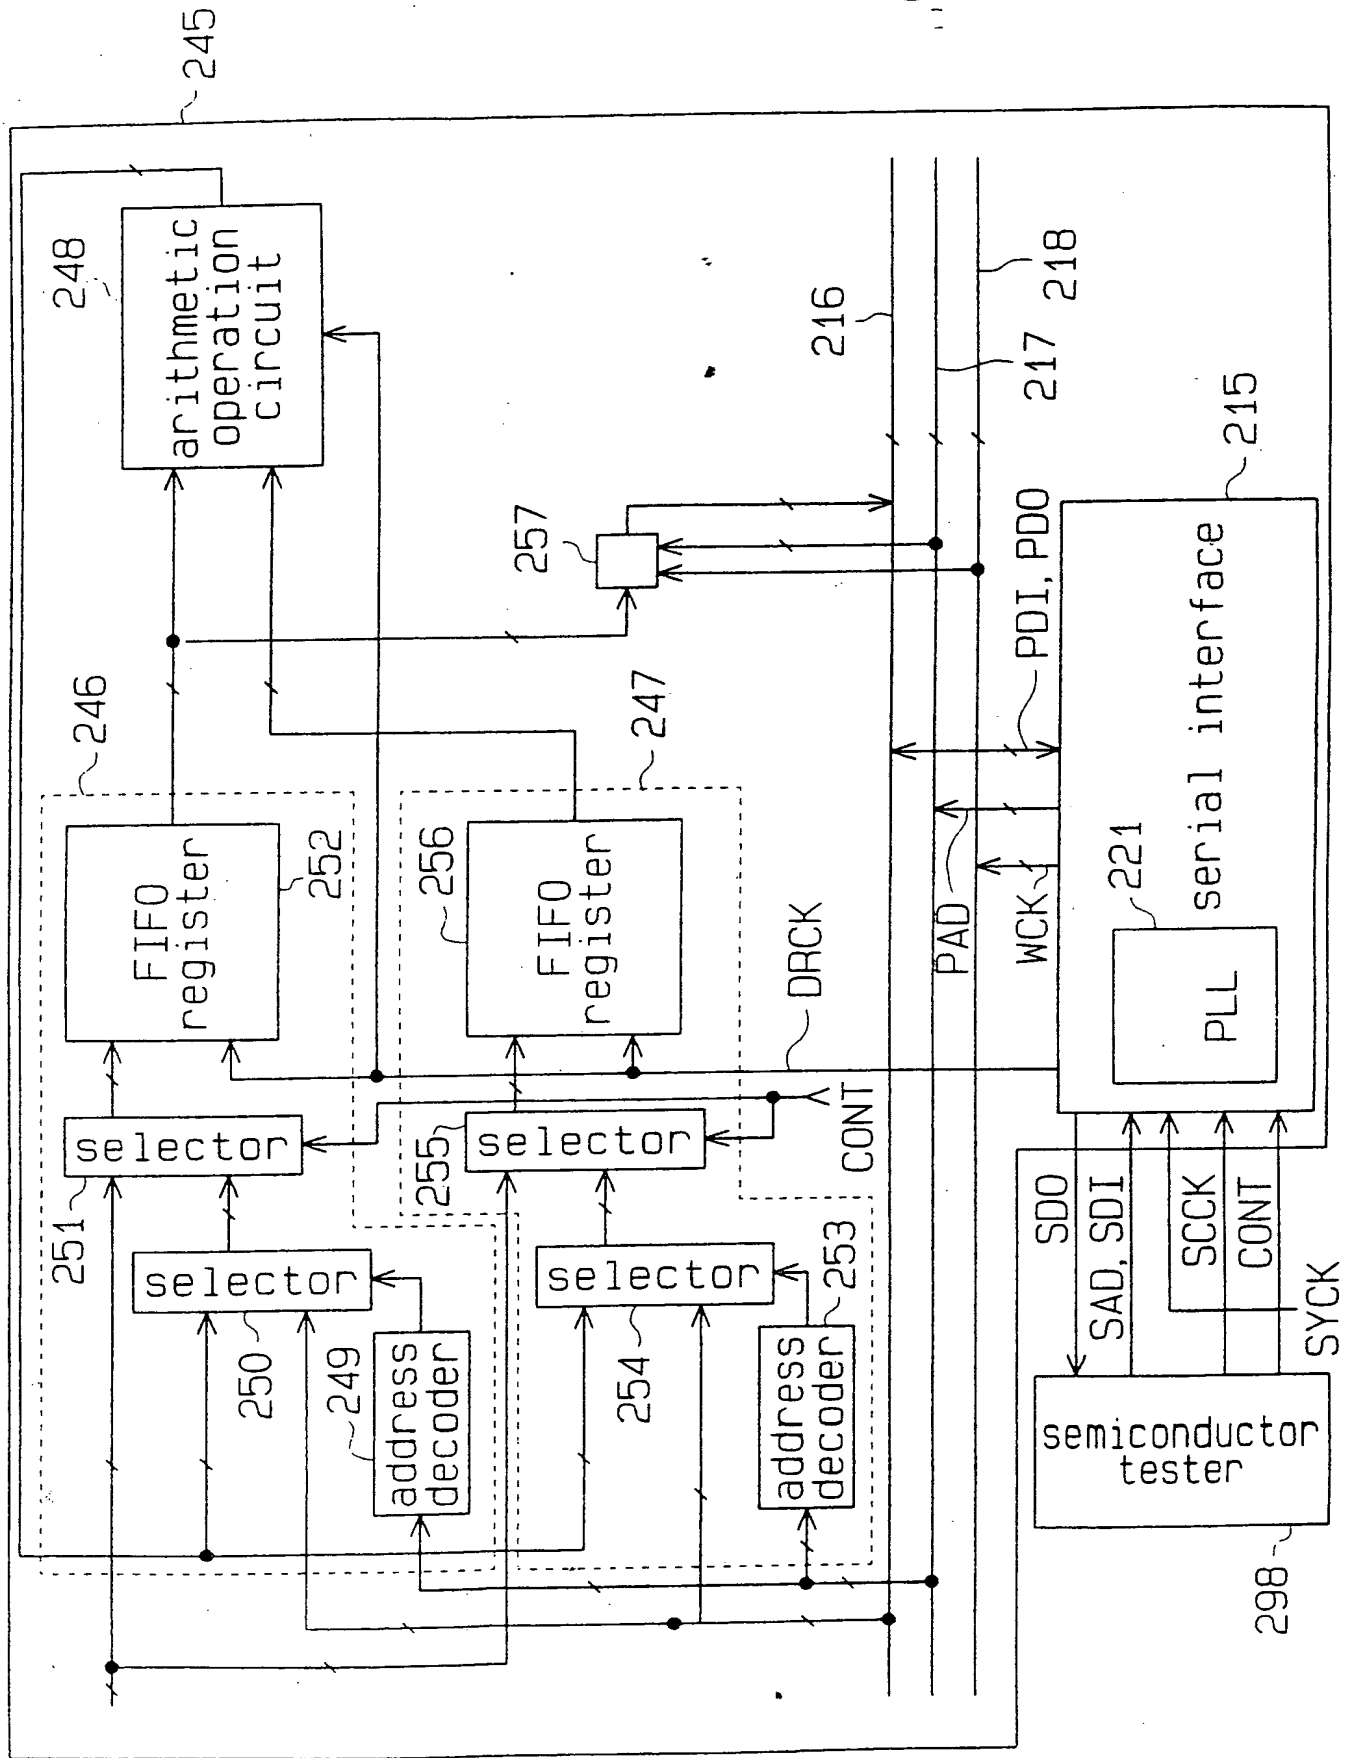 245
248
arithmetic
operation
circuit
246
FIFO
register
252
251
selector
selector
250
249
address
decoder
257
247
256
FIFO
register
255
selector
selector
254
253
address
decoder
DRCK
CONT
216
217
218
PDI, PDO
PAD
WCK
215
serial interface
221
PLL
SDO
SAD, SDI
SCCK
CONT
SYCK
semiconductor
tester
298